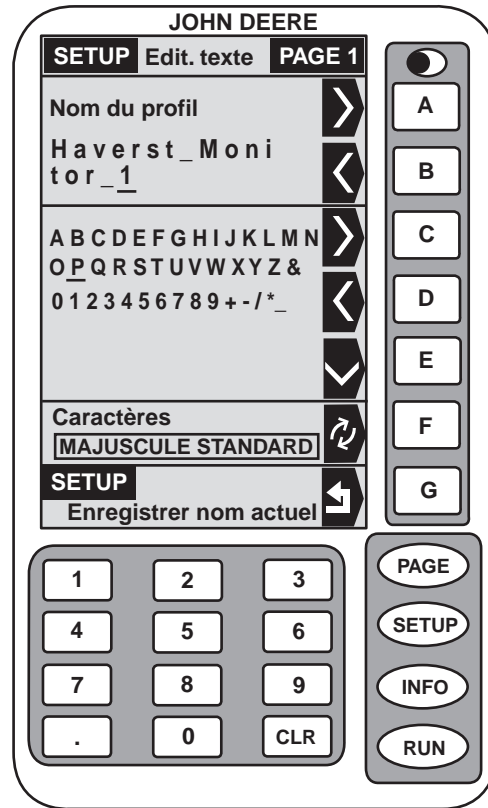 JOHN DEERE
SETUP Edit. texte PAGE 1
Nom du profil
Haverst_Moni
tor_1
ABCDEFGHIJKLMN
OPQRSTUVWXYZ&
0123456789+-/*_
Caractères
MAJUSCULE STANDARD
SETUP
Enregistrer nom actuel
A
B
C
D
E
F
G
1 2 3
4 5 6
7 8 9
. 0 CLR
PAGE
SETUP
INFO
RUN